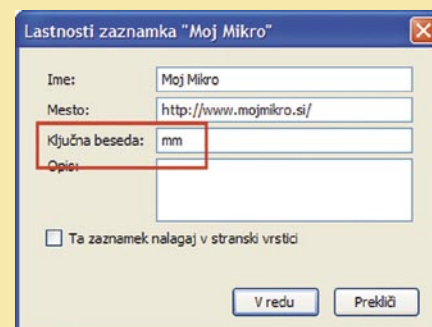 Lastnosti zaznamka "Moj Mikro"
Ime: Moj Mikro
Mesto: http://www.mojmikro.si/
Ključna beseda: mm
Opis:
Ta zaznamek nalagaj v stranski vrstici
V redu Prekliči